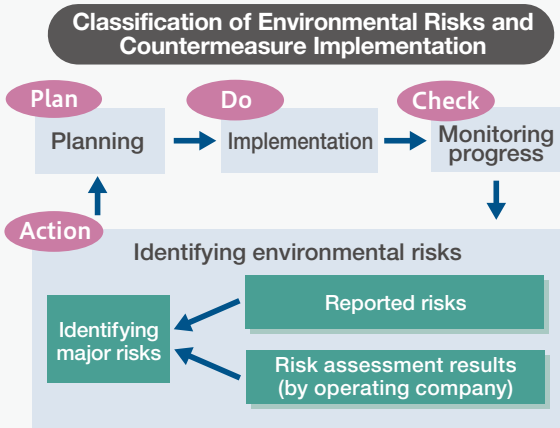 Classification of Environmental Risks and
Countermeasure Implementation
Plan
Planning
Do
Implementation
Check
Monitoring
progress
Action
Identifying environmental risks
Identifying
major risks
Reported risks
Risk assessment results
(by operating company)